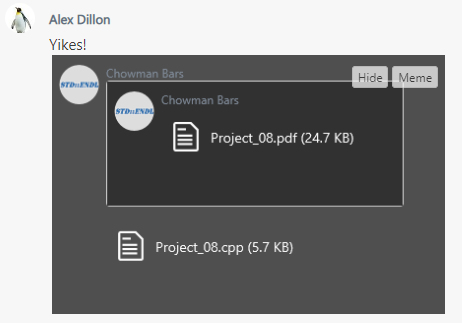 Alex Dillon
Yikes!
Chowman Bars
Hide
Meme
STD::ENDL
Chowman Bars
STD::ENDL
Project_08.pdf (24.7 KB)
Project_08.cpp (5.7 KB)